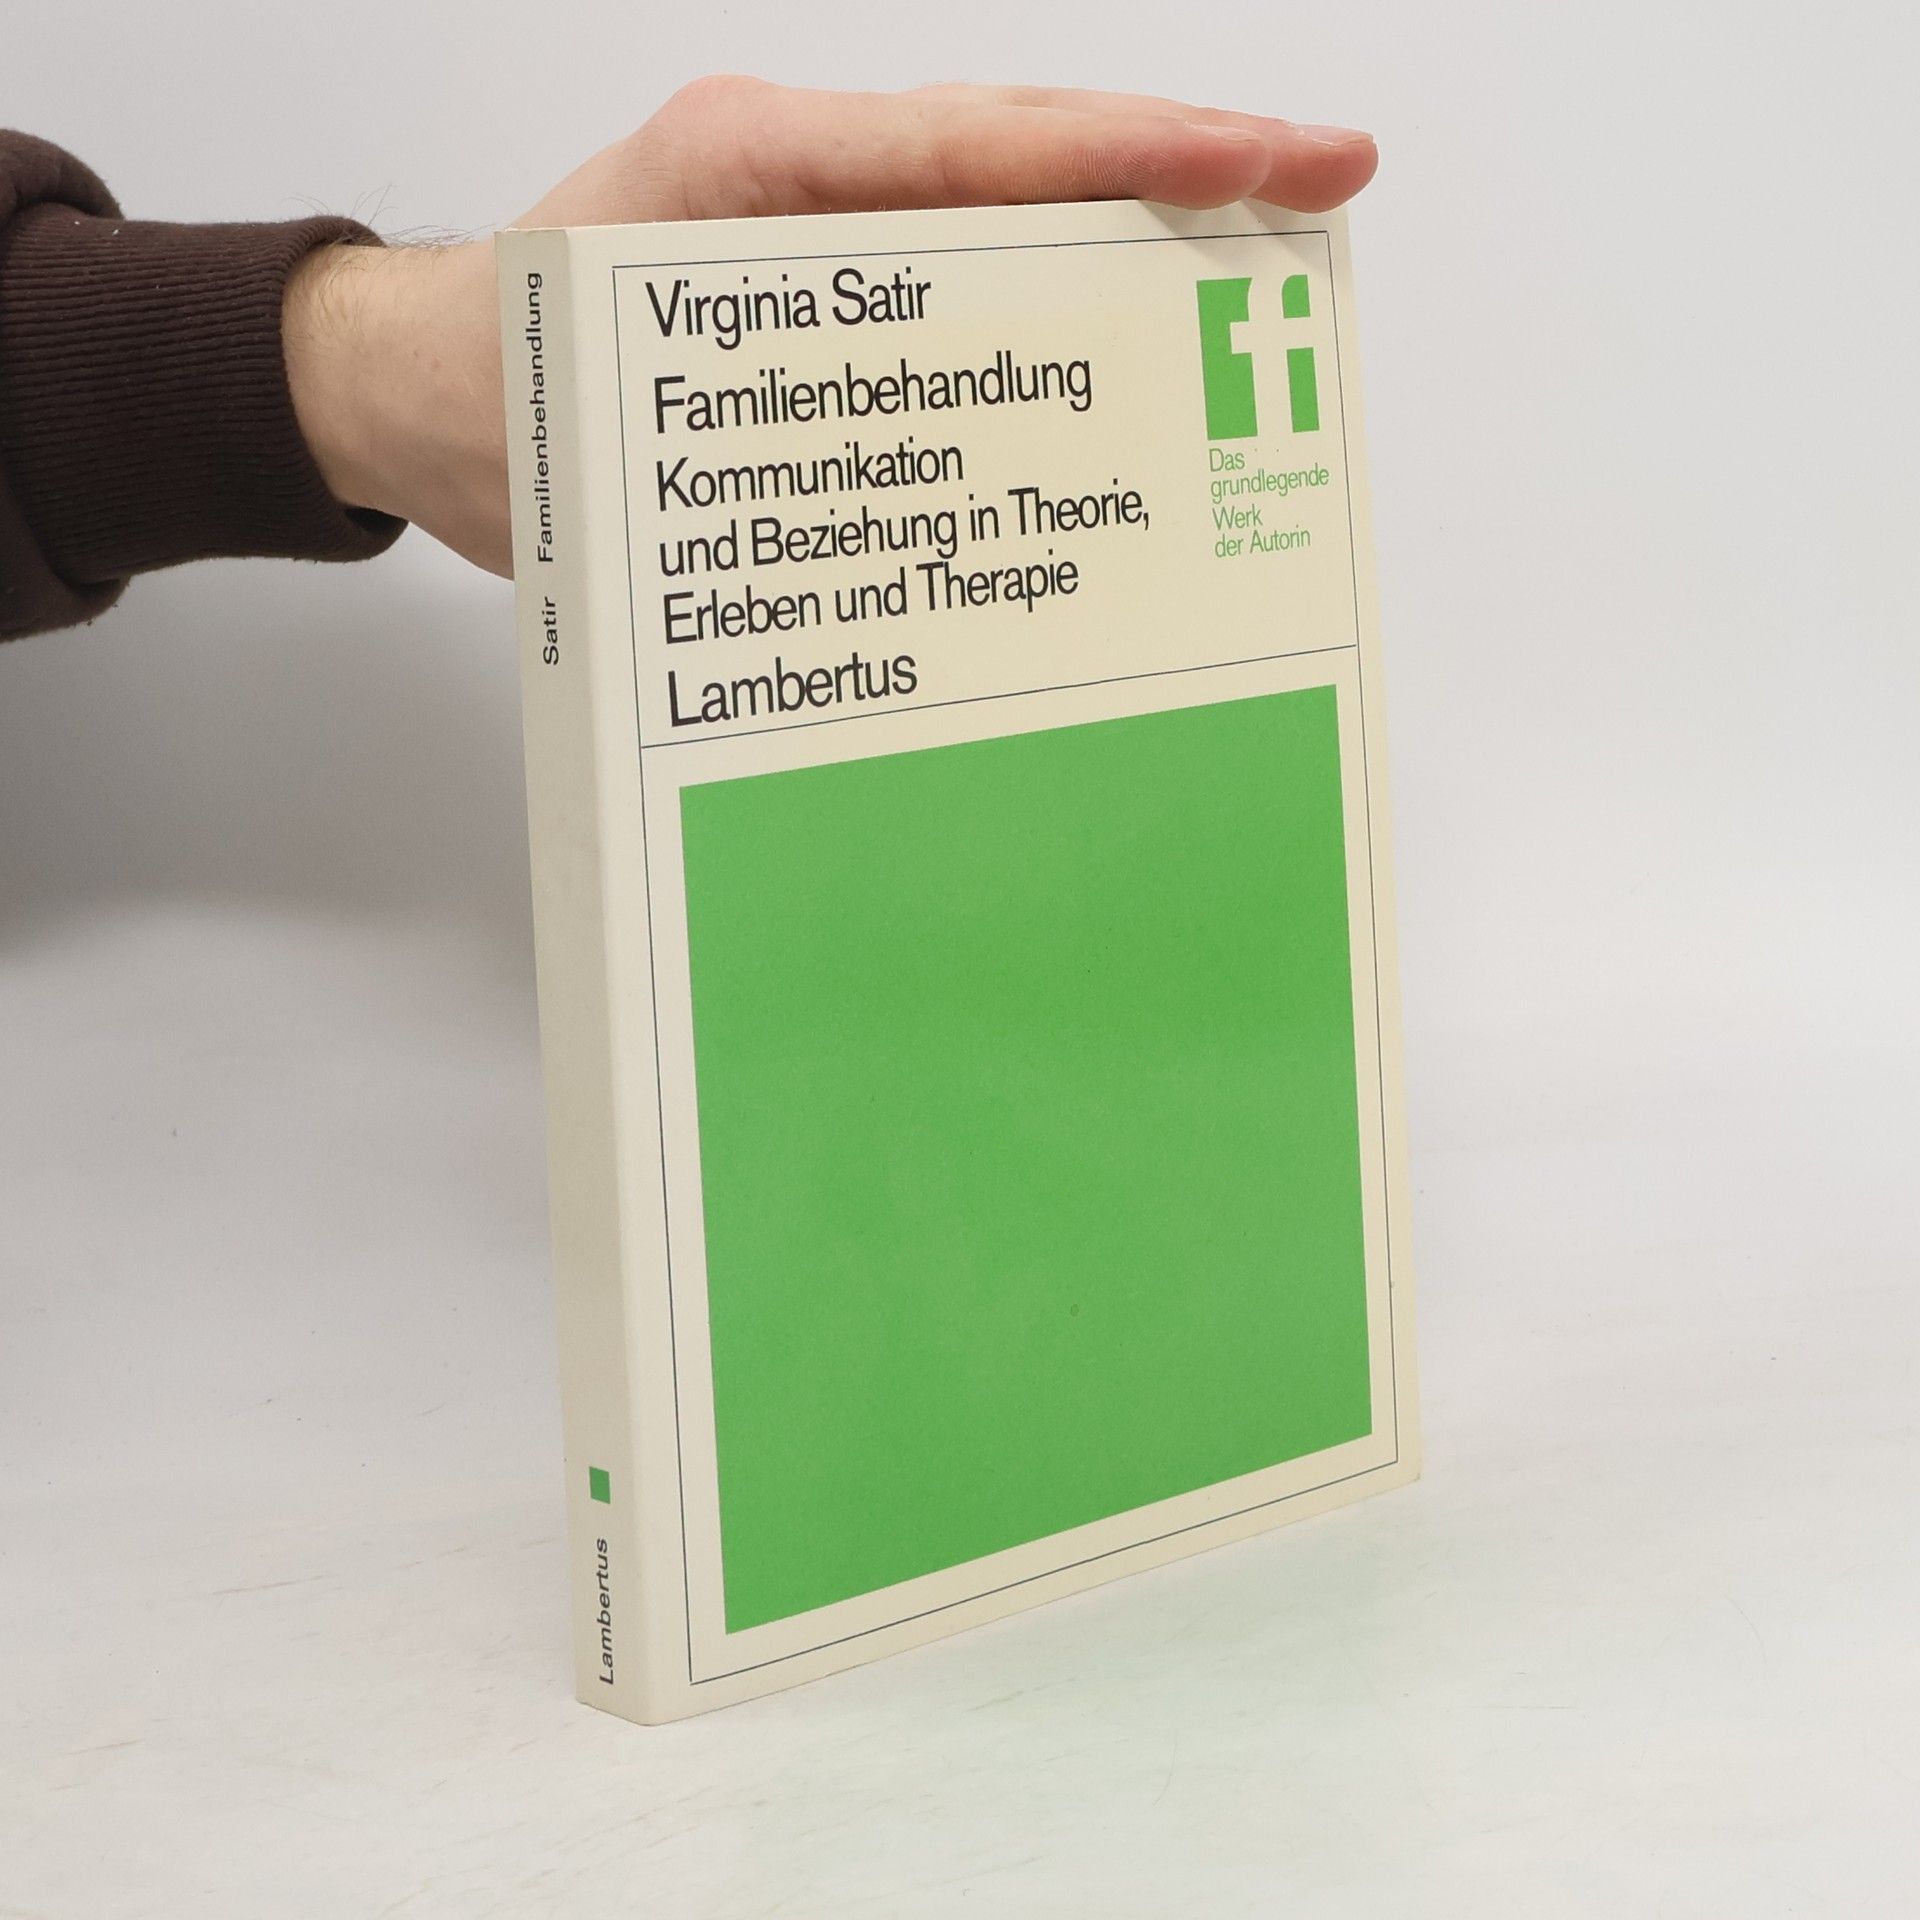 Virginia Satir
Familienbehandlung
Kommunikation
und Beziehung in Theorie,
Erleben und Therapie
Lambertus
fi
Das
grundlegende
Werk
der Autorin
Satir Familienbehandlung
Lambertus